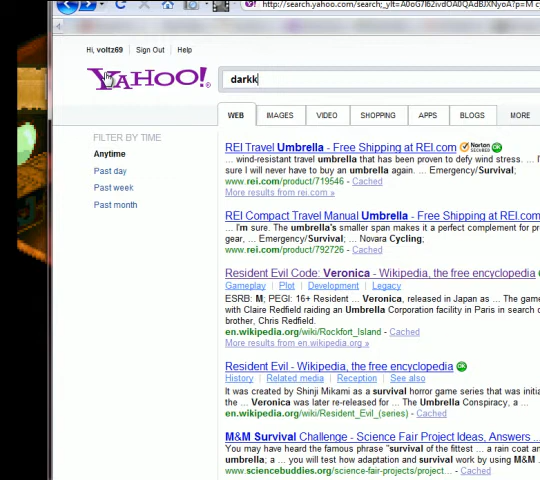 http://search.yahoo.com/search;_ylt=A0oG7l62ivdOA0QAdBJXNyoA?p=M c
Hi, voltz69 Sign Out Help
YAHOO!
darkk
WEB IMAGES VIDEO SHOPPING APPS BLOGS MORE
FILTER BY TIME
Anytime
Past day
Past week
Past month
REI Travel Umbrella - Free Shipping at REI.com Norton SECURED OK
... wind-resistant travel umbrella that has been proven to defy wind stress. ... I'm
sure I will never have to buy an umbrella again. ... Emergency/Survival;
www.rei.com/product/719546 - Cached
More results from rei.com »
REI Compact Travel Manual Umbrella - Free Shipping at REI.com
... I'm sure. The umbrella's smaller span makes it a perfect complement for pr
gear, ... Emergency/Survival; ... Novara Cycling;
www.rei.com/product/792726 - Cached
Resident Evil Code: Veronica - Wikipedia, the free encyclopedia
Gameplay | Plot | Development | Legacy
ESRB: M; PEGI: 16+ Resident ... Veronica, released in Japan as ... The game
with Claire Redfield raiding an Umbrella Corporation facility in Paris in search o
brother, Chris Redfield.
en.wikipedia.org/wiki/Rockfort_Island - Cached
More results from en.wikipedia.org »
Resident Evil - Wikipedia, the free encyclopedia OK
History | Related media | Reception | See also
It was created by Shinji Mikami as a survival horror game series that was initia
the ... Veronica was later re-released for ... The Umbrella Conspiracy, a ...
en.wikipedia.org/wiki/Resident_Evil_(series) - Cached
M&M Survival Challenge - Science Fair Project Ideas, Answers ...
You may have heard the famous phrase "survival of the fittest ... a rain coat an
umbrella; a ... you will test how adaptation and survival work by using M&M ..
www.sciencebuddies.org/science-fair-projects/project... - Cached